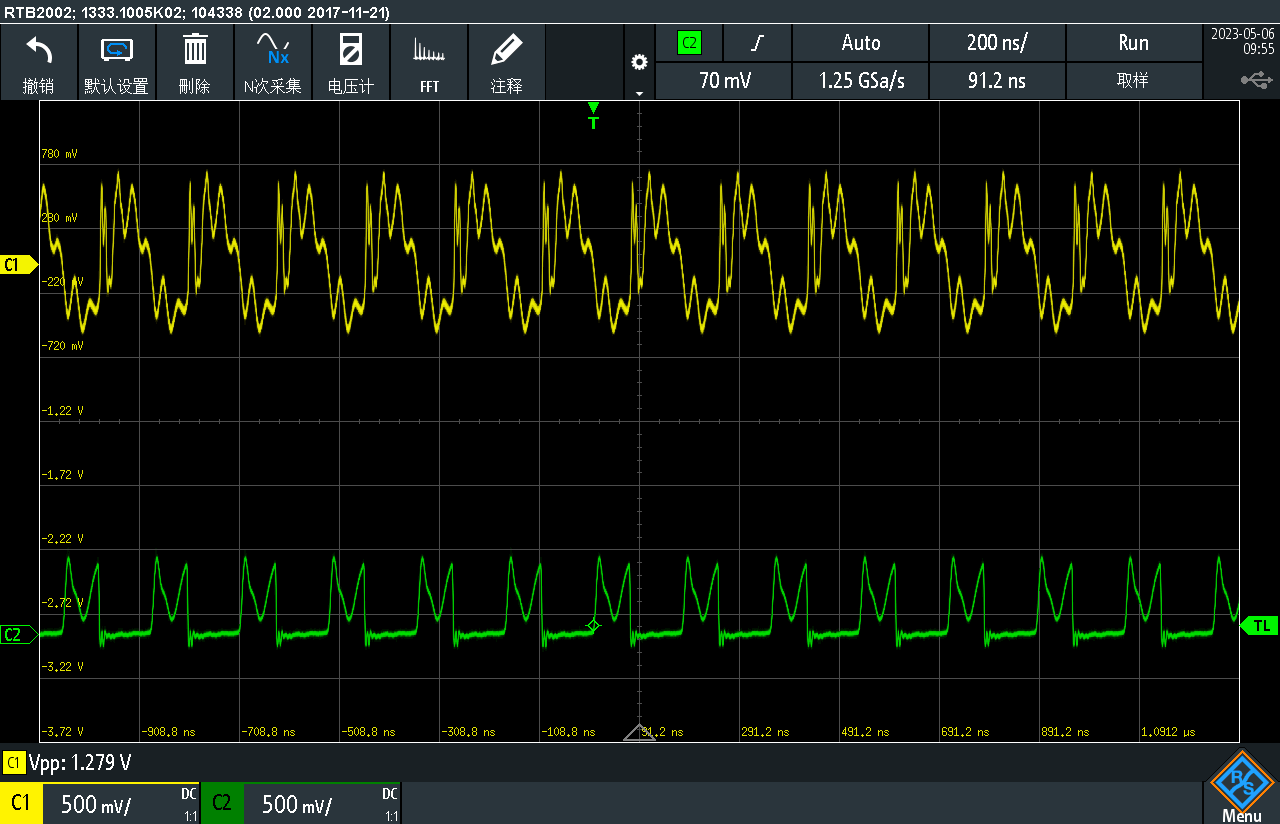 RTB2002; 1333.1005K02; 104338 (02.000 2017-11-21)
撤销
默认设置
刪除
N次采集
电压计
FFT
注释
Nx
C2
Auto
200 ns/
Run
70 mV
1.25 GSa/s
91.2 ns
取样
2023-05-06
09:55
T
780 mV
280 mV
C1
-220 mV
-720 mV
-1.22 V
-1.72 V
-2.22 V
-2.72 V
C2
TL
-3.22 V
-3.72 V
-908.8 ns
-708.8 ns
-508.8 ns
-308.8 ns
-108.8 ns
91.2 ns
291.2 ns
491.2 ns
691.2 ns
891.2 ns
1.0912 µs
C1 Vpp: 1.279 V
C1 500 mV/ DC 1:1
C2 500 mV/ DC 1:1
R&S
Menu